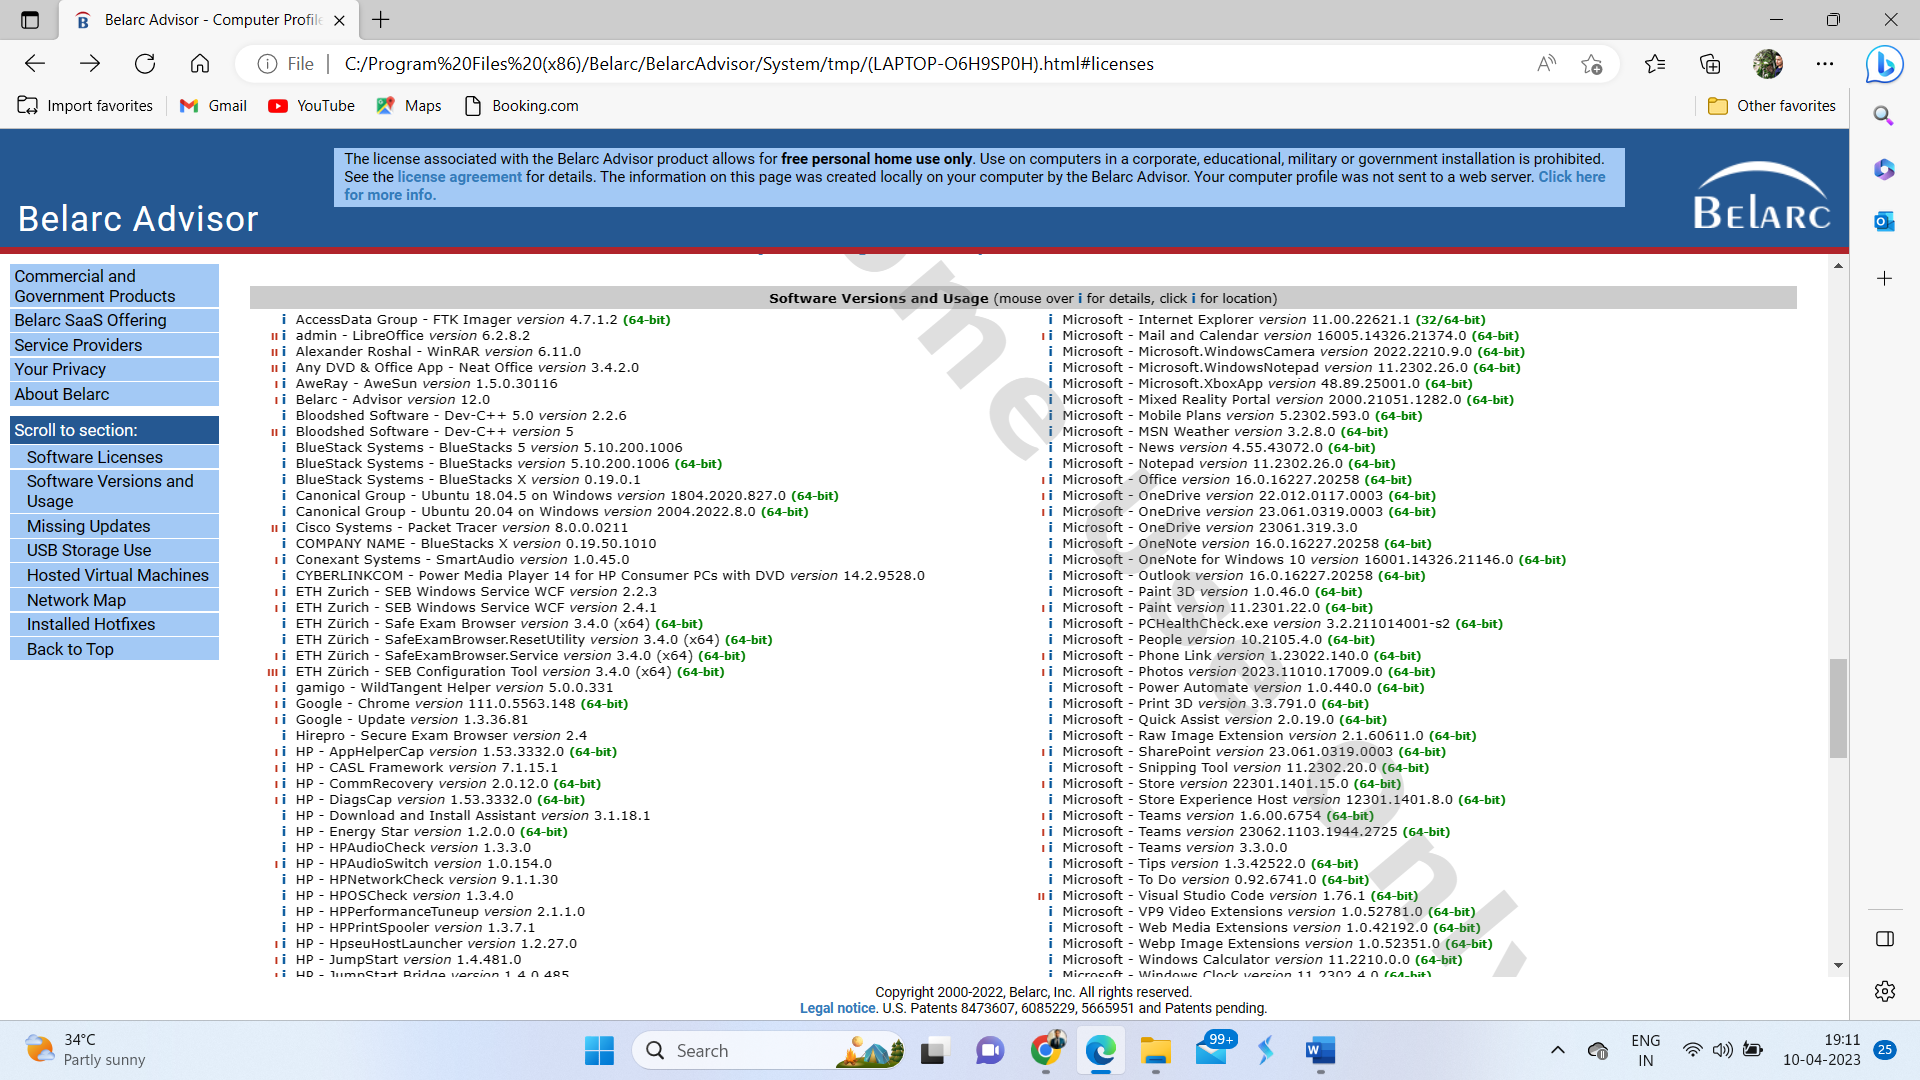 Belarc Advisor - Computer Profile
File
C:/Program%20Files%20(x86)/Belarc/BelarcAdvisor/System/tmp/(LAPTOP-O6H9SP0H).html#licenses
Import favorites
Gmail
YouTube
Maps
Booking.com
Other favorites
The license associated with the Belarc Advisor product allows for free personal home use only. Use on computers in a corporate, educational, military or government installation is prohibited.
See the license agreement for details. The information on this page was created locally on your computer by the Belarc Advisor. Your computer profile was not sent to a web server. Click here
for more info.
Belarc Advisor
BELARC
Commercial and
Government Products
Belarc SaaS Offering
Service Providers
Your Privacy
About Belarc
Scroll to section:
Software Licenses
Software Versions and
Usage
Missing Updates
USB Storage Use
Hosted Virtual Machines
Network Map
Installed Hotfixes
Back to Top
Software Versions and Usage (mouse over i for details, click i for location)
i AccessData Group - FTK Imager version 4.7.1.2 (64-bit)
II i admin - LibreOffice version 6.2.8.2
II i Alexander Roshal - WinRAR version 6.11.0
II i Any DVD & Office App - Neat Office version 3.4.2.0
I i AweRay - AweSun version 1.5.0.30116
I i Belarc - Advisor version 12.0
i Bloodshed Software - Dev-C++ 5.0 version 2.2.6
II i Bloodshed Software - Dev-C++ version 5
i BlueStack Systems - BlueStacks 5 version 5.10.200.1006
i BlueStack Systems - BlueStacks version 5.10.200.1006 (64-bit)
i BlueStack Systems - BlueStacks X version 0.19.0.1
i Canonical Group - Ubuntu 18.04.5 on Windows version 1804.2020.827.0 (64-bit)
i Canonical Group - Ubuntu 20.04 on Windows version 2004.2022.8.0 (64-bit)
II i Cisco Systems - Packet Tracer version 8.0.0.0211
i COMPANY NAME - BlueStacks X version 0.19.50.1010
I i Conexant Systems - SmartAudio version 1.0.45.0
i CYBERLINKCOM - Power Media Player 14 for HP Consumer PCs with DVD version 14.2.9528.0
I i ETH Zurich - SEB Windows Service WCF version 2.2.3
I i ETH Zurich - SEB Windows Service WCF version 2.4.1
i ETH Zürich - Safe Exam Browser version 3.4.0 (x64) (64-bit)
i ETH Zürich - SafeExamBrowser.ResetUtility version 3.4.0 (x64) (64-bit)
I i ETH Zürich - SafeExamBrowser.Service version 3.4.0 (x64) (64-bit)
III i ETH Zürich - SEB Configuration Tool version 3.4.0 (x64) (64-bit)
I i gamigo - WildTangent Helper version 5.0.0.331
I i Google - Chrome version 111.0.5563.148 (64-bit)
I i Google - Update version 1.3.36.81
i Hirepro - Secure Exam Browser version 2.4
I i HP - AppHelperCap version 1.53.3332.0 (64-bit)
I i HP - CASL Framework version 7.1.15.1
I i HP - CommRecovery version 2.0.12.0 (64-bit)
I i HP - DiagsCap version 1.53.3332.0 (64-bit)
i HP - Download and Install Assistant version 3.1.18.1
i HP - Energy Star version 1.2.0.0 (64-bit)
i HP - HPAudioCheck version 1.3.3.0
I i HP - HPAudioSwitch version 1.0.154.0
i HP - HPNetworkCheck version 9.1.1.30
i HP - HPOSCheck version 1.3.4.0
i HP - HPPerformanceTuneup version 2.1.1.0
i HP - HPPrintSpooler version 1.3.7.1
I i HP - HpseuHostLauncher version 1.2.27.0
I i HP - JumpStart version 1.4.481.0
I i HP - JumpStart Bridge version 1.4.0.485
i Microsoft - Internet Explorer version 11.00.22621.1 (32/64-bit)
I i Microsoft - Mail and Calendar version 16005.14326.21374.0 (64-bit)
i Microsoft - Microsoft.WindowsCamera version 2022.2210.9.0 (64-bit)
i Microsoft - Microsoft.WindowsNotepad version 11.2302.26.0 (64-bit)
i Microsoft - Microsoft.XboxApp version 48.89.25001.0 (64-bit)
i Microsoft - Mixed Reality Portal version 2000.21051.1282.0 (64-bit)
i Microsoft - Mobile Plans version 5.2302.593.0 (64-bit)
i Microsoft - MSN Weather version 3.2.8.0 (64-bit)
i Microsoft - News version 4.55.43072.0 (64-bit)
i Microsoft - Notepad version 11.2302.26.0 (64-bit)
I i Microsoft - Office version 16.0.16227.20258 (64-bit)
I i Microsoft - OneDrive version 22.012.0117.0003 (64-bit)
I i Microsoft - OneDrive version 23.061.0319.0003 (64-bit)
i Microsoft - OneDrive version 23061.319.3.0
i Microsoft - OneNote version 16.0.16227.20258 (64-bit)
i Microsoft - OneNote for Windows 10 version 16001.14326.21146.0 (64-bit)
i Microsoft - Outlook version 16.0.16227.20258 (64-bit)
i Microsoft - Paint 3D version 1.0.46.0 (64-bit)
I i Microsoft - Paint version 11.2301.22.0 (64-bit)
i Microsoft - PCHealthCheck.exe version 3.2.211014001-s2 (64-bit)
i Microsoft - People version 10.2105.4.0 (64-bit)
I i Microsoft - Phone Link version 1.23022.140.0 (64-bit)
I i Microsoft - Photos version 2023.11010.17009.0 (64-bit)
i Microsoft - Power Automate version 1.0.440.0 (64-bit)
i Microsoft - Print 3D version 3.3.791.0 (64-bit)
i Microsoft - Quick Assist version 2.0.19.0 (64-bit)
i Microsoft - Raw Image Extension version 2.1.60611.0 (64-bit)
I i Microsoft - SharePoint version 23.061.0319.0003 (64-bit)
i Microsoft - Snipping Tool version 11.2302.20.0 (64-bit)
I i Microsoft - Store version 22301.1401.15.0 (64-bit)
i Microsoft - Store Experience Host version 12301.1401.8.0 (64-bit)
I i Microsoft - Teams version 1.6.00.6754 (64-bit)
I i Microsoft - Teams version 23062.1103.1944.2725 (64-bit)
I i Microsoft - Teams version 3.3.0.0
i Microsoft - Tips version 1.3.42522.0 (64-bit)
i Microsoft - To Do version 0.92.6741.0 (64-bit)
II i Microsoft - Visual Studio Code version 1.76.1 (64-bit)
i Microsoft - VP9 Video Extensions version 1.0.52781.0 (64-bit)
i Microsoft - Web Media Extensions version 1.0.42192.0 (64-bit)
i Microsoft - Webp Image Extensions version 1.0.52351.0 (64-bit)
i Microsoft - Windows Calculator version 11.2210.0.0 (64-bit)
i Microsoft - Windows Clock version 11.2302.4.0 (64-bit)
ome Use Only
Copyright 2000-2022, Belarc, Inc. All rights reserved.
Legal notice. U.S. Patents 8473607, 6085229, 5665951 and Patents pending.
34°C
Partly sunny
Search
99+
ENG
IN
19:11
10-04-2023
25